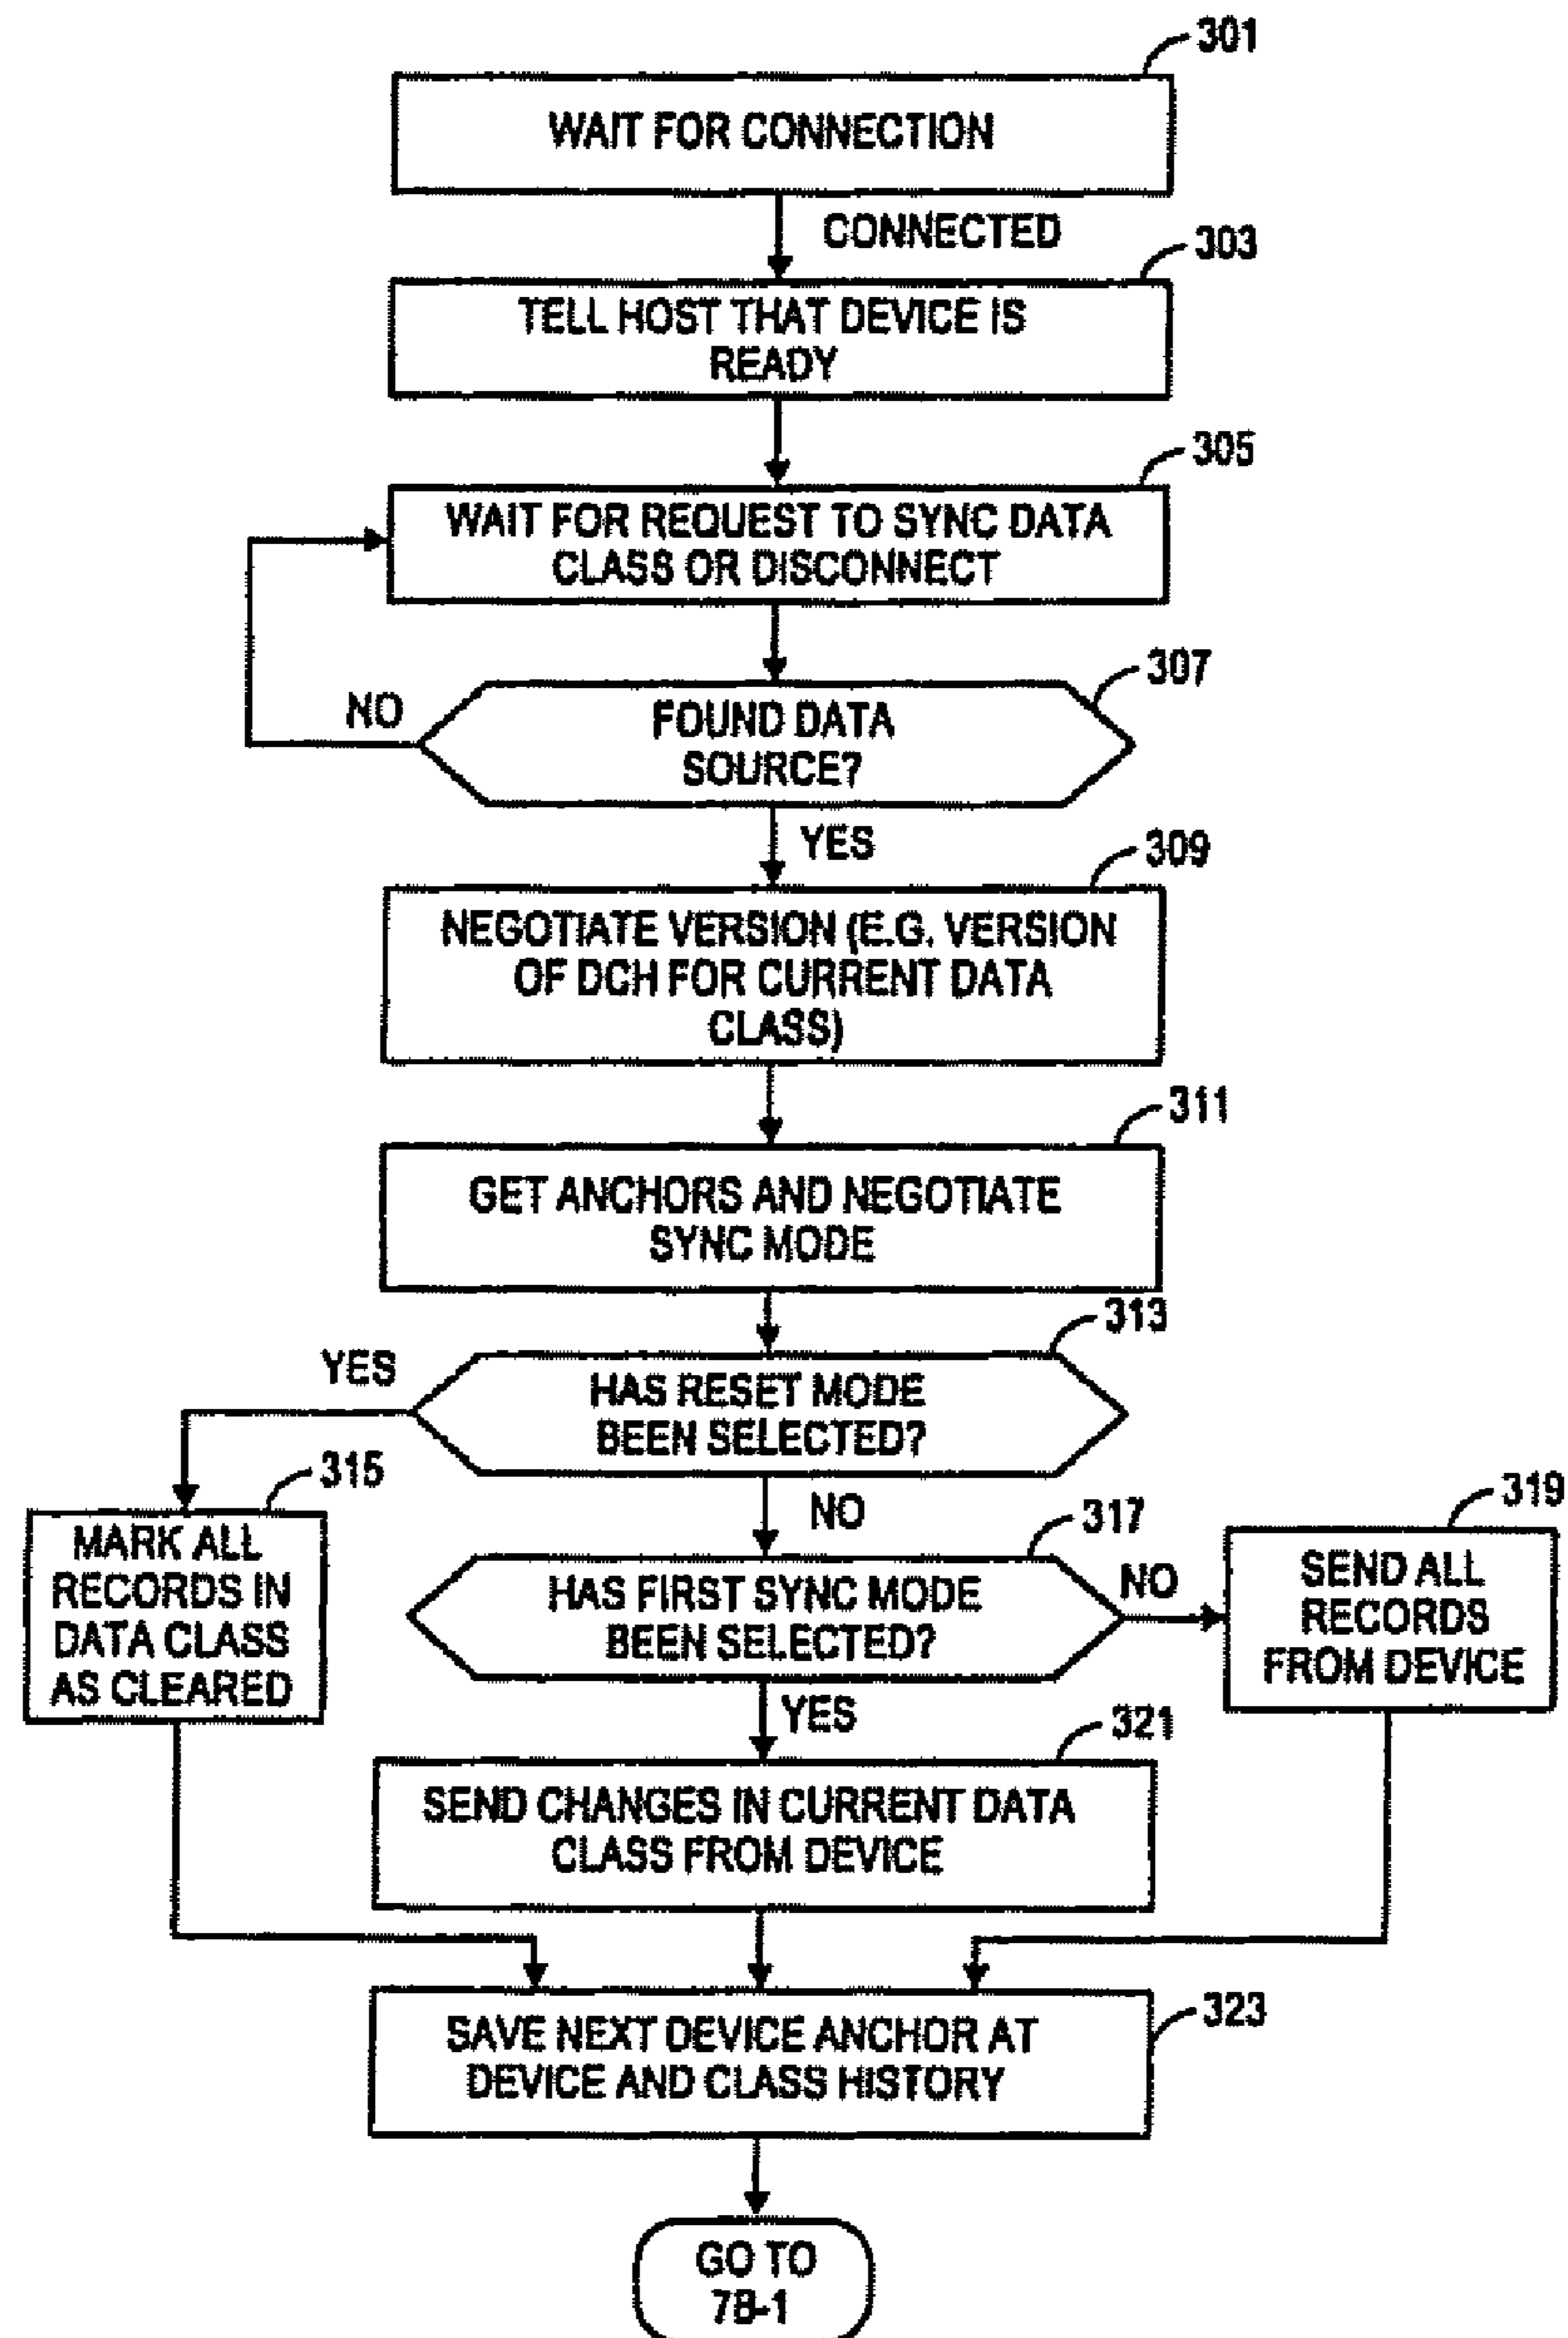 301
WAIT FOR CONNECTION
CONNECTED
303
TELL HOST THAT DEVICE IS
READY
305
WAIT FOR REQUEST TO SYNC DATA
CLASS OR DISCONNECT
307
NO
FOUND DATA
SOURCE?
YES
309
NEGOTIATE VERSION (E.G. VERSION
OF DCH FOR CURRENT DATA
CLASS)
311
GET ANCHORS AND NEGOTIATE
SYNC MODE
313
YES
HAS RESET MODE
BEEN SELECTED?
315
MARK ALL
RECORDS IN
DATA CLASS
AS CLEARED
NO
317
HAS FIRST SYNC MODE
BEEN SELECTED?
NO
319
SEND ALL
RECORDS
FROM DEVICE
YES
321
SEND CHANGES IN CURRENT DATA
CLASS FROM DEVICE
323
SAVE NEXT DEVICE ANCHOR AT
DEVICE AND CLASS HISTORY
GO TO
7B-1